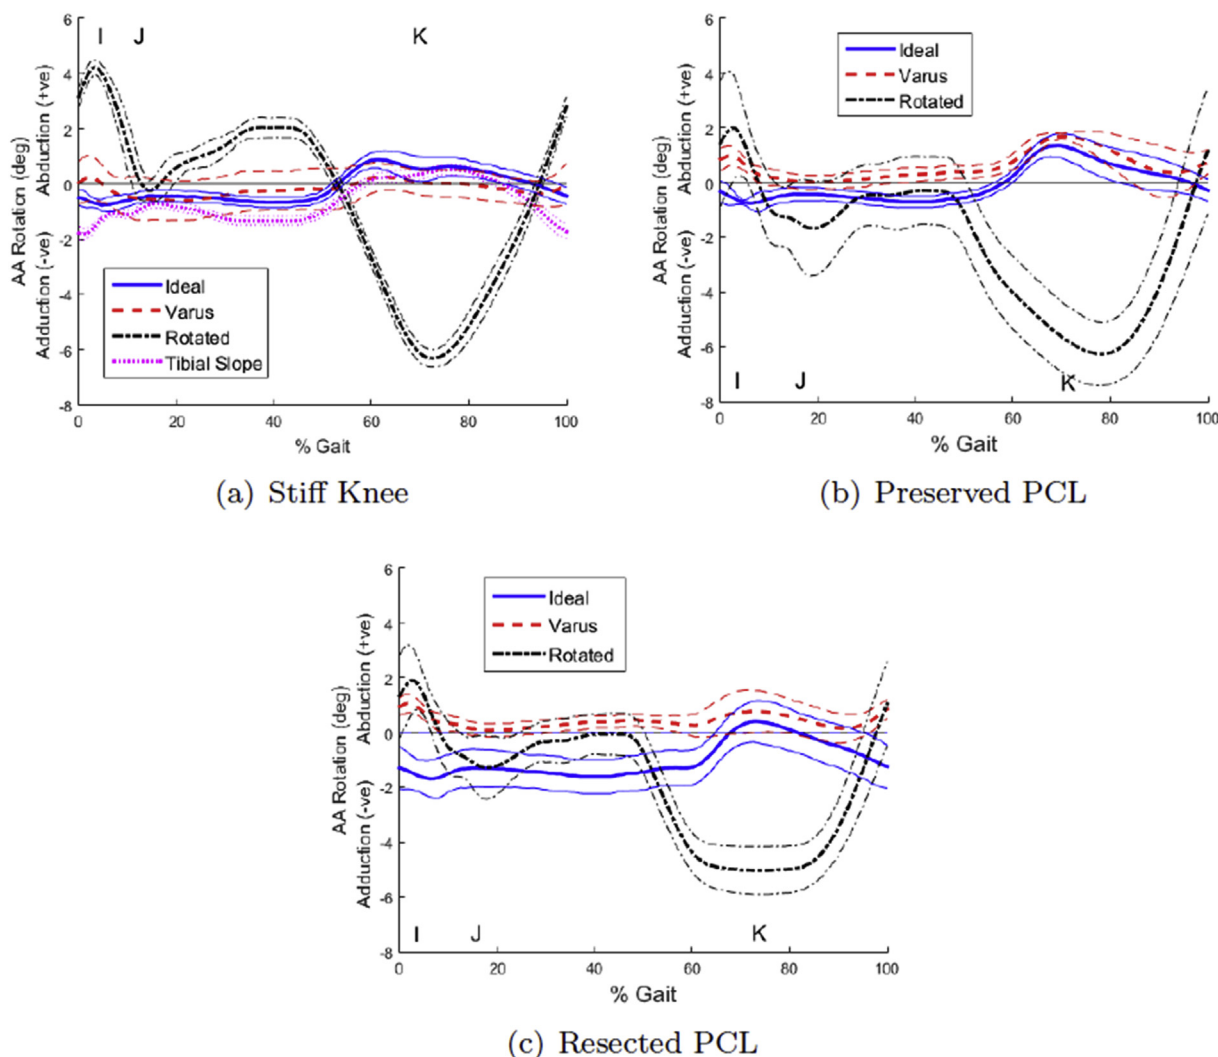 6
4
2
0
-2
-4
-6
-8
AA Rotation (deg)
Adduction (-ve) Abduction (+ve)
I J K
Ideal
Varus
Rotated
Tibial Slope
0 20 40 60 80 100
% Gait
(a) Stiff Knee
6
4
2
0
-2
-4
-6
-8
AA Rotation (deg)
Adduction (-ve) Abduction (+ve)
Ideal
Varus
Rotated
I J K
0 20 40 60 80 100
% Gait
(b) Preserved PCL
6
4
2
0
-2
-4
-6
-8
AA Rotation (deg)
Adduction (-ve) Abduction (+ve)
Ideal
Varus
Rotated
I J K
0 20 40 60 80 100
% Gait
(c) Resected PCL